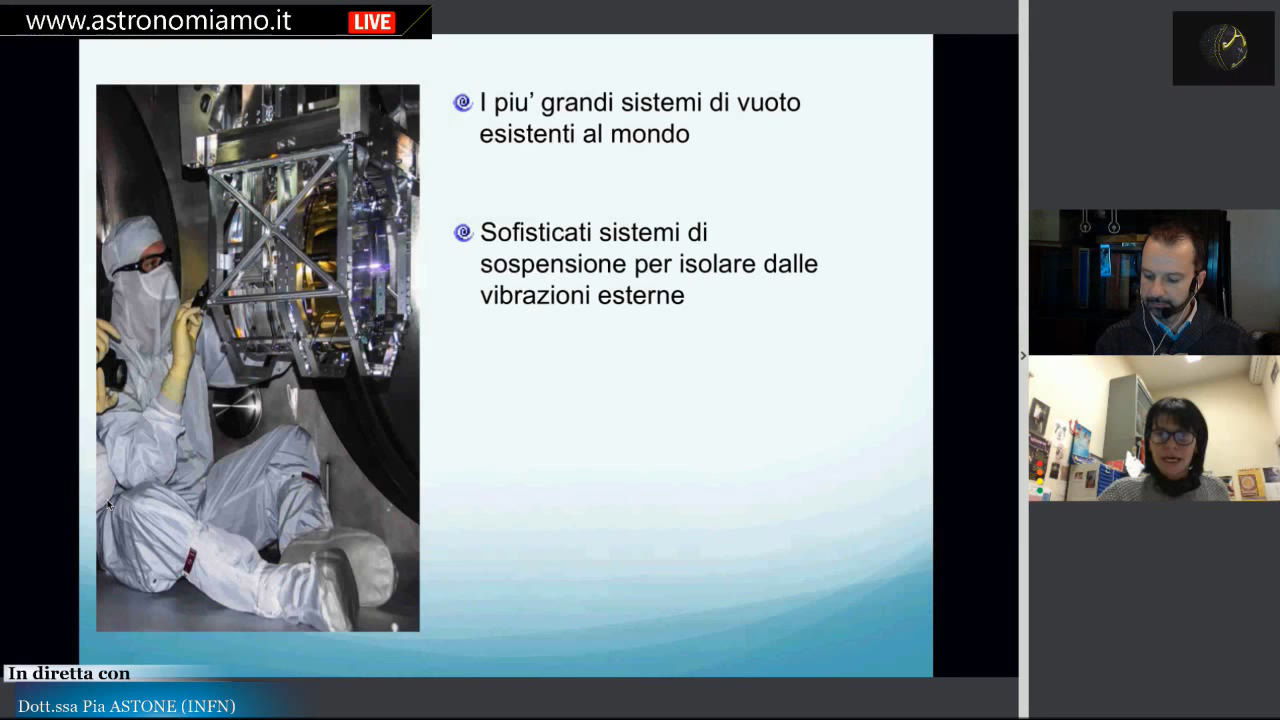 www.astronomiamo.it LIVE
I piu’ grandi sistemi di vuoto
esistenti al mondo
Sofisticati sistemi di
sospensione per isolare dalle
vibrazioni esterne
In diretta con
Dott.ssa Pia ASTONE (INFN)